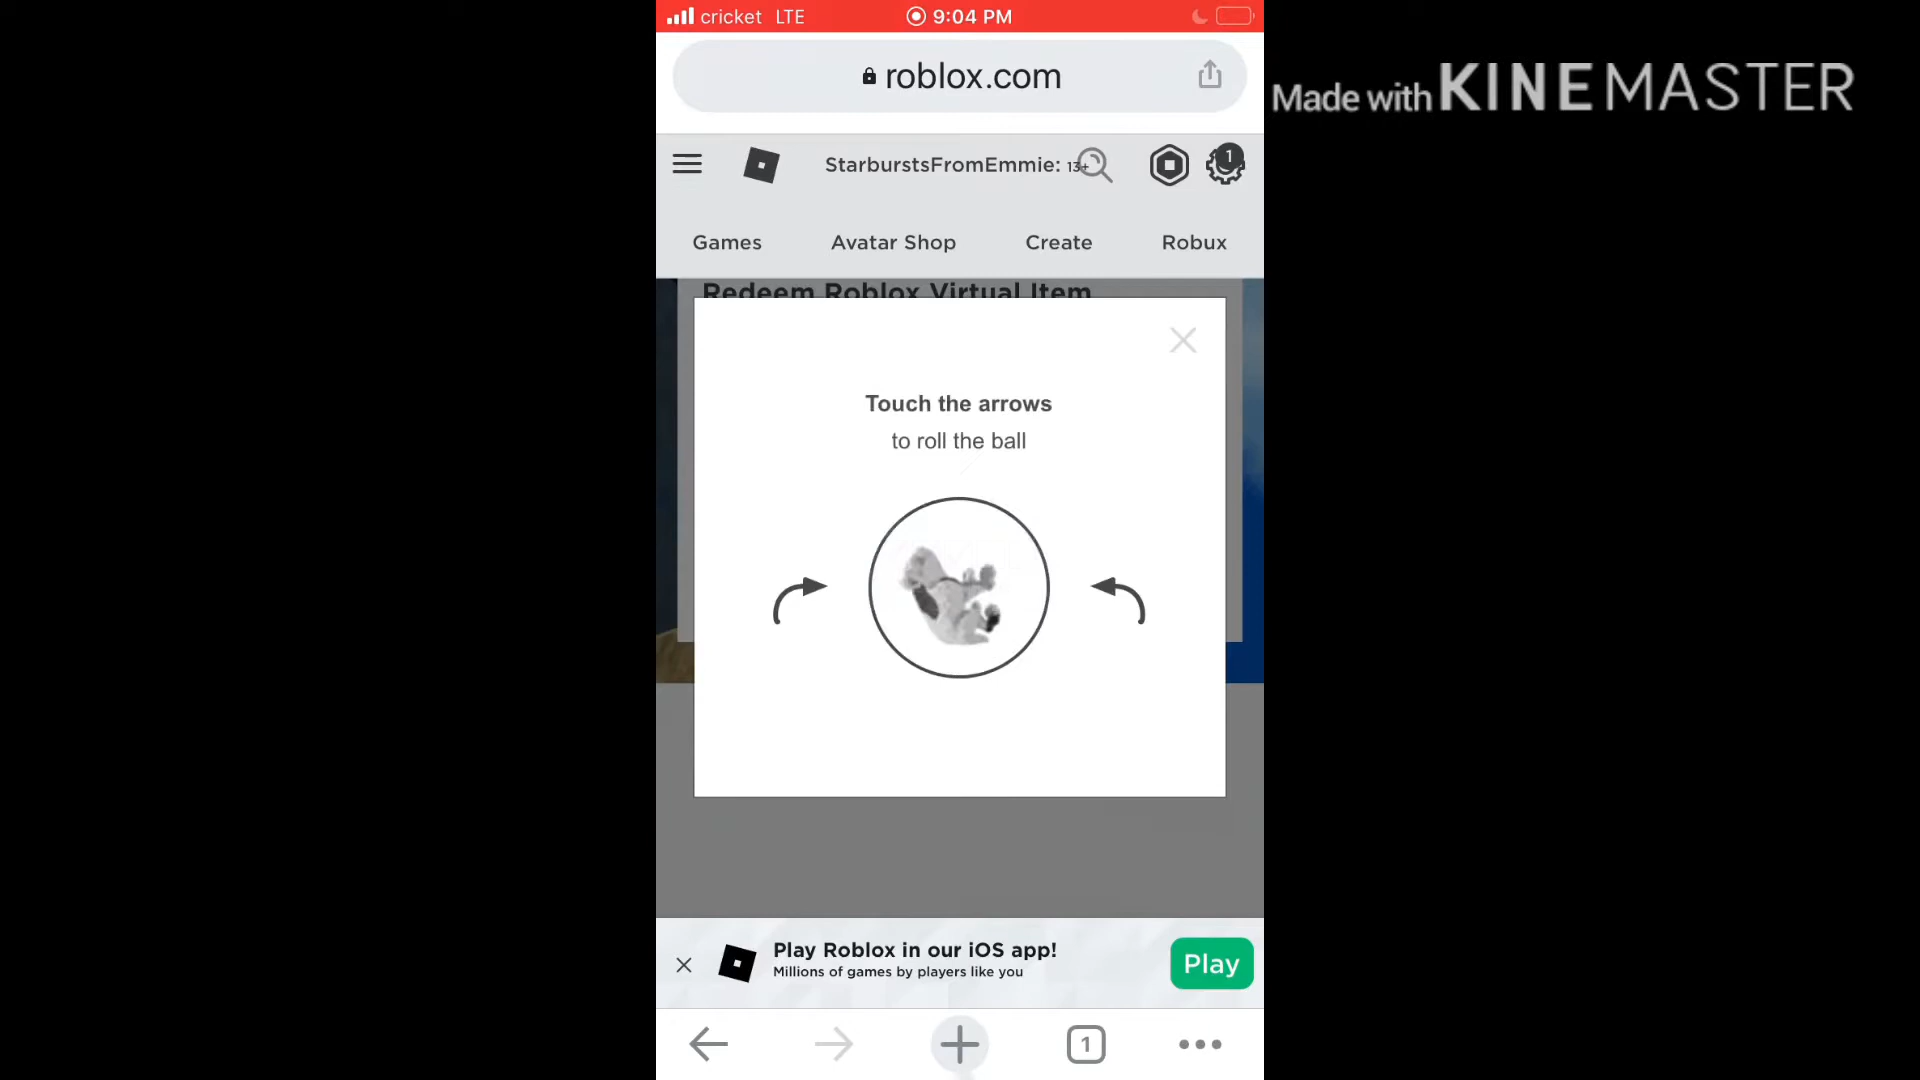 cricket LTE
9:04 PM
roblox.com
Made with KINEMASTER
StarburstsFromEmmie: 13+
1
Games
Avatar Shop
Create
Robux
Redeem Roblox Virtual Item
Touch the arrows
to roll the ball
Play Roblox in our iOS app!
Millions of games by players like you
Play
1